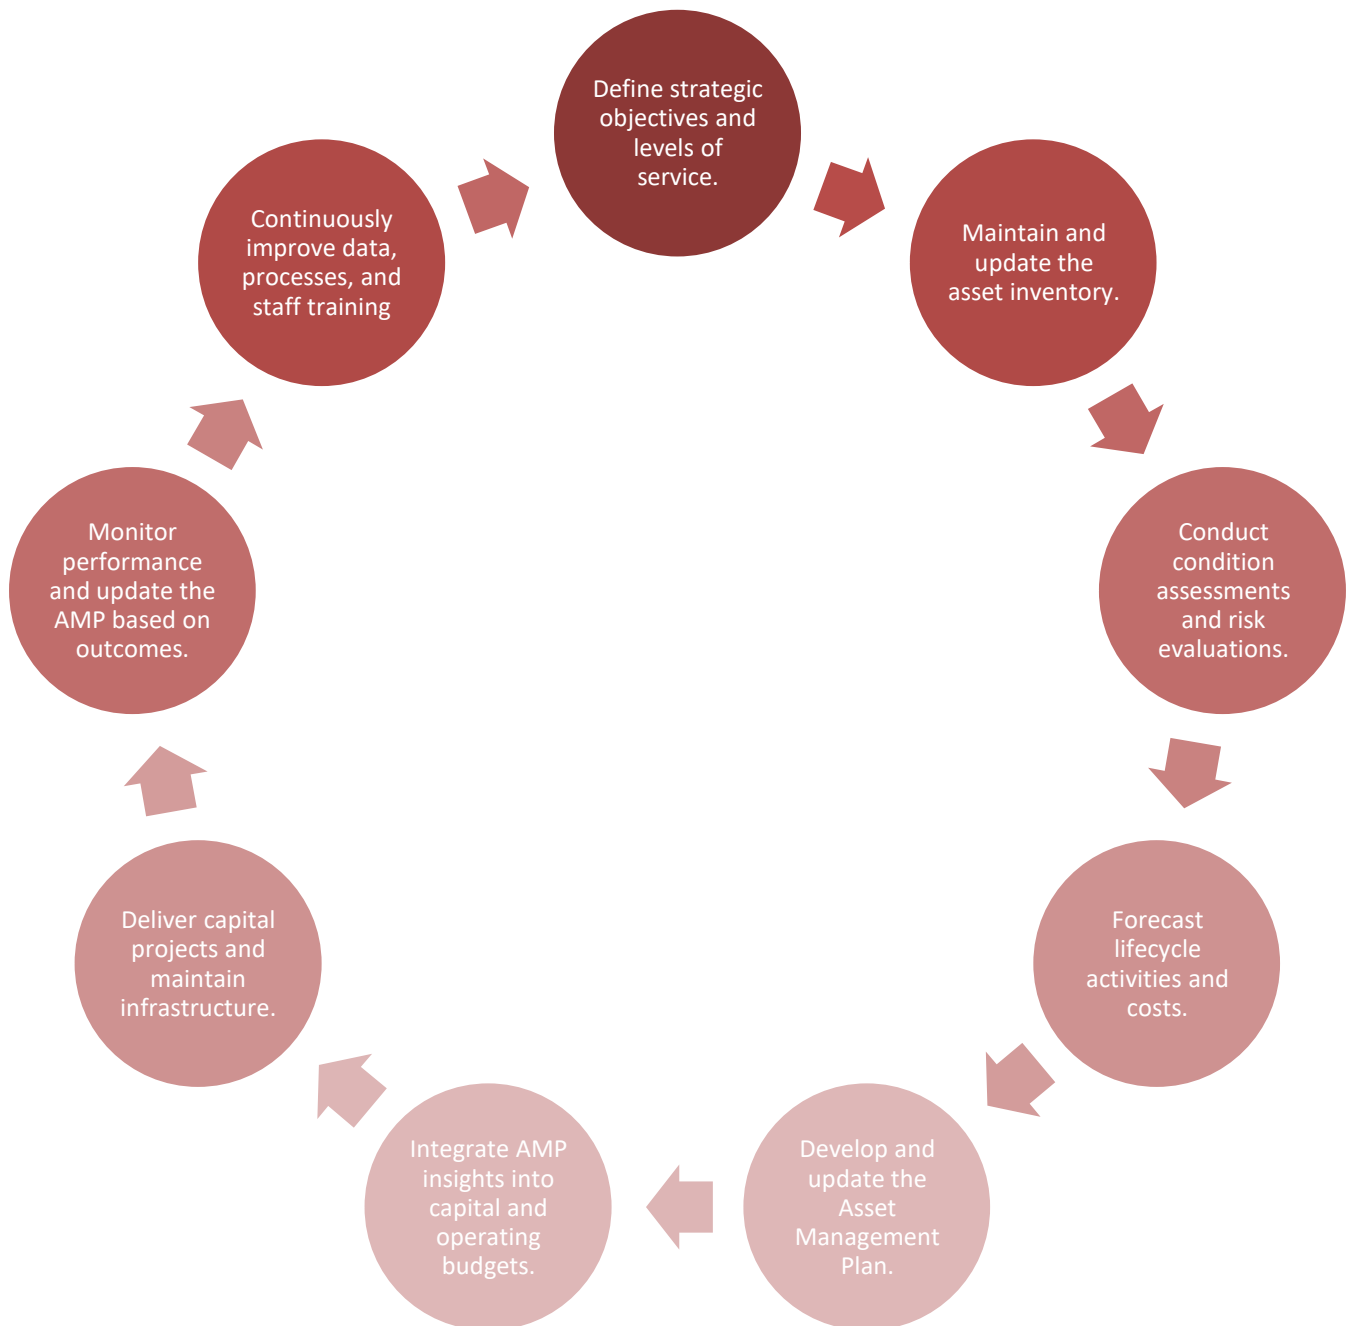 Define strategic
objectives and
levels of
service.
Maintain and
update the
asset inventory.
Conduct
condition
assessments
and risk
evaluations.
Forecast
lifecycle
activities and
costs.
Develop and
update the
Asset
Management
Plan.
Integrate AMP
insights into
capital and
operating
budgets.
Deliver capital
projects and
maintain
infrastructure.
Monitor
performance
and update the
AMP based on
outcomes.
Continuously
improve data,
processes, and
staff training